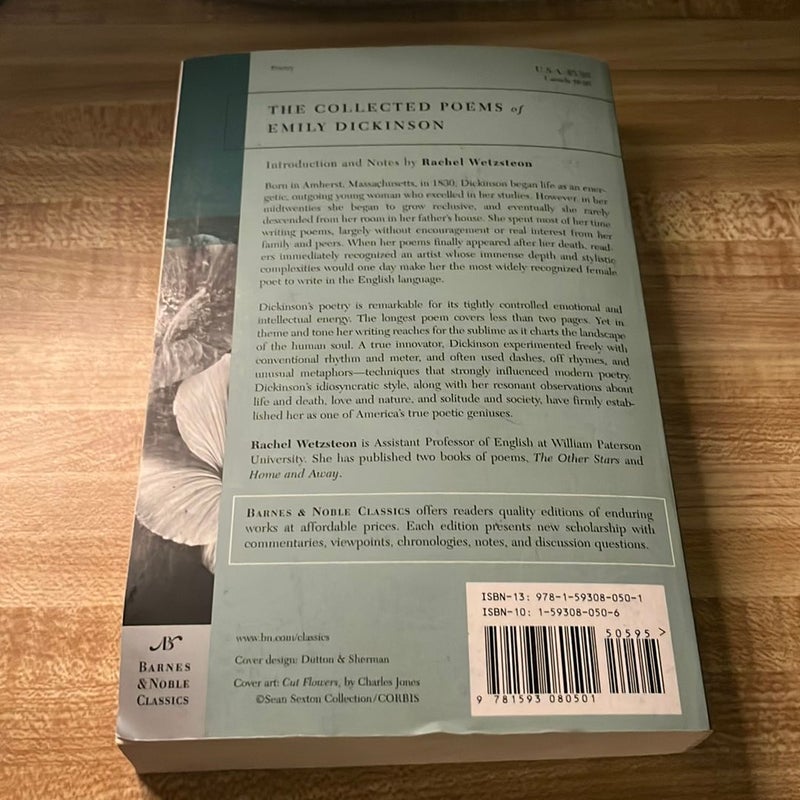 Poetry
U.S.A. $5.95
THE COLLECTED POEMS of
EMILY DICKINSON
Introduction and Notes by Rachel Wetzsteon
Born in Amherst, Massachusetts, in 1830, Dickinson began life as an ener-
getic, outgoing young woman who excelled in her studies. However in her
midtwenties she began to grow reclusive, and eventually she rarely
descended from her room in her father's house. She spent most of her time
writing poems, largely without encouragement or real interest from her
family and peers. When her poems finally appeared after her death, read-
ers immediately recognized an artist whose immense depth and stylistic
complexities would one day make her the most widely recognized female
poet to write in the English language.
Dickinson's poetry is remarkable for its tightly controlled emotional and
intellectual energy. The longest poem covers less than two pages. Yet in
theme and tone her writing reaches for the sublime as it charts the landscape
of the human soul. A true innovator, Dickinson experimented freely with
conventional rhythm and meter, and often used dashes, off rhymes, and
unusual metaphors—techniques that strongly influenced modern poetry.
Dickinson's idiosyncratic style, along with her resonant observations about
life and death, love and nature, and solitude and society, have firmly estab-
lished her as one of America's true poetic geniuses.
Rachel Wetzsteon is Assistant Professor of English at William Paterson
University. She has published two books of poems, The Other Stars and
Home and Away.
BARNES & NOBLE CLASSICS offers readers quality editions of enduring
works at affordable prices. Each edition presents new scholarship with
commentaries, viewpoints, chronologies, notes, and discussion questions.
ISBN-13: 978-1-59308-050-1
ISBN-10: 1-59308-050-6
50595>
9 781593 080501
www.bn.com/classics
Cover design: Dutton & Sherman
Cover art: Cut Flowers, by Charles Jones
©Sean Sexton Collection/CORBIS
BARNES
& NOBLE
CLASSICS